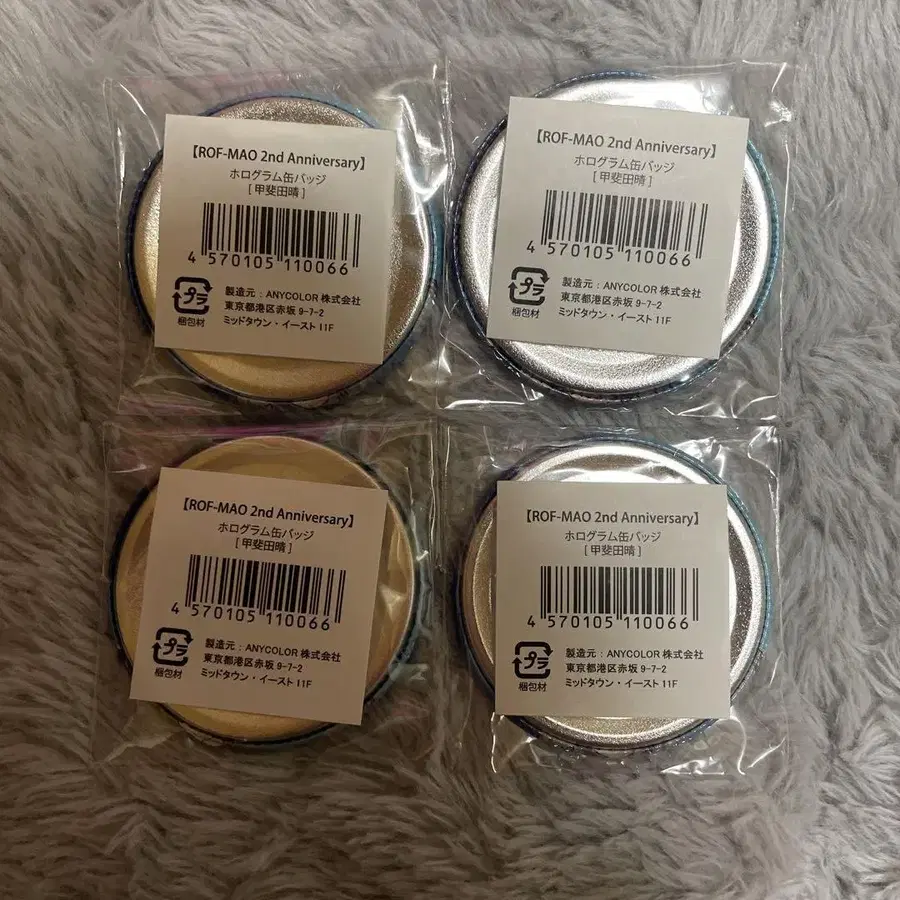 【ROF-MAO 2nd Anniversary】
ホログラム缶バッジ
[ 甲斐田晴 ]
4 570105 110066
プラ
梱包材
製造元 : ANYCOLOR 株式会社
東京都港区赤坂 9-7-2
ミッドタウン・イースト 11F
【ROF-MAO 2nd Anniversary】
ホログラム缶バッジ
[ 甲斐田晴 ]
4 570105 110066
プラ
梱包材
製造元 : ANYCOLOR 株式会社
東京都港区赤坂 9-7-2
ミッドタウン・イースト 11F
【ROF-MAO 2nd Anniversary】
ホログラム缶バッジ
[ 甲斐田晴 ]
4 570105 110066
プラ
梱包材
製造元 : ANYCOLOR 株式会社
東京都港区赤坂 9-7-2
ミッドタウン・イースト 11F
【ROF-MAO 2nd Anniversary】
ホログラム缶バッジ
[ 甲斐田晴 ]
4 570105 110066
プラ
梱包材
製造元 : ANYCOLOR 株式会社
東京都港区赤坂 9-7-2
ミッドタウン・イースト 11F